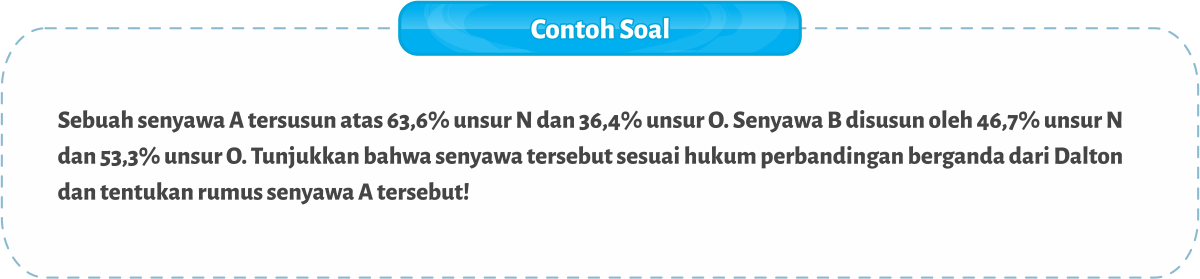 Contoh Soal
Sebuah senyawa A tersusun atas 63,6% unsur N dan 36,4% unsur O. Senyawa B disusun oleh 46,7% unsur N
dan 53,3% unsur O. Tunjukkan bahwa senyawa tersebut sesuai hukum perbandingan berganda dari Dalton
dan tentukan rumus senyawa A tersebut!